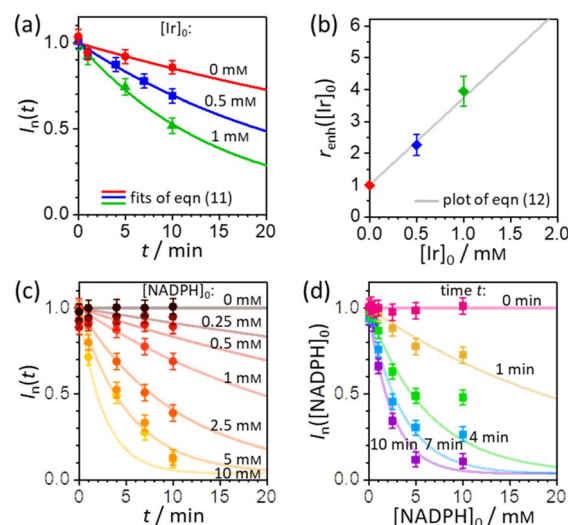 (a)
[Ir]₀:
0 mM
0.5 mM
1 mM
fits of eqn (11)
Iₙ(t)
1.0
0.5
0.0
0 5 10 15 20
t / min
(b)
rₑₙₕ([Ir]₀)
6
5
4
3
2
1
0
plot of eqn (12)
0.0 0.5 1.0 1.5 2.0
[Ir]₀ / mM
(c)
[NADPH]₀:
0 mM
0.25 mM
0.5 mM
1 mM
2.5 mM
5 mM
10 mM
Iₙ(t)
1.0
0.5
0.0
0 5 10 15 20
t / min
(d)
time t:
0 min
1 min
10 min 7 min 4 min
Iₙ([NADPH]₀)
1.0
0.5
0.0
0 5 10 15 20
[NADPH]₀ / mM